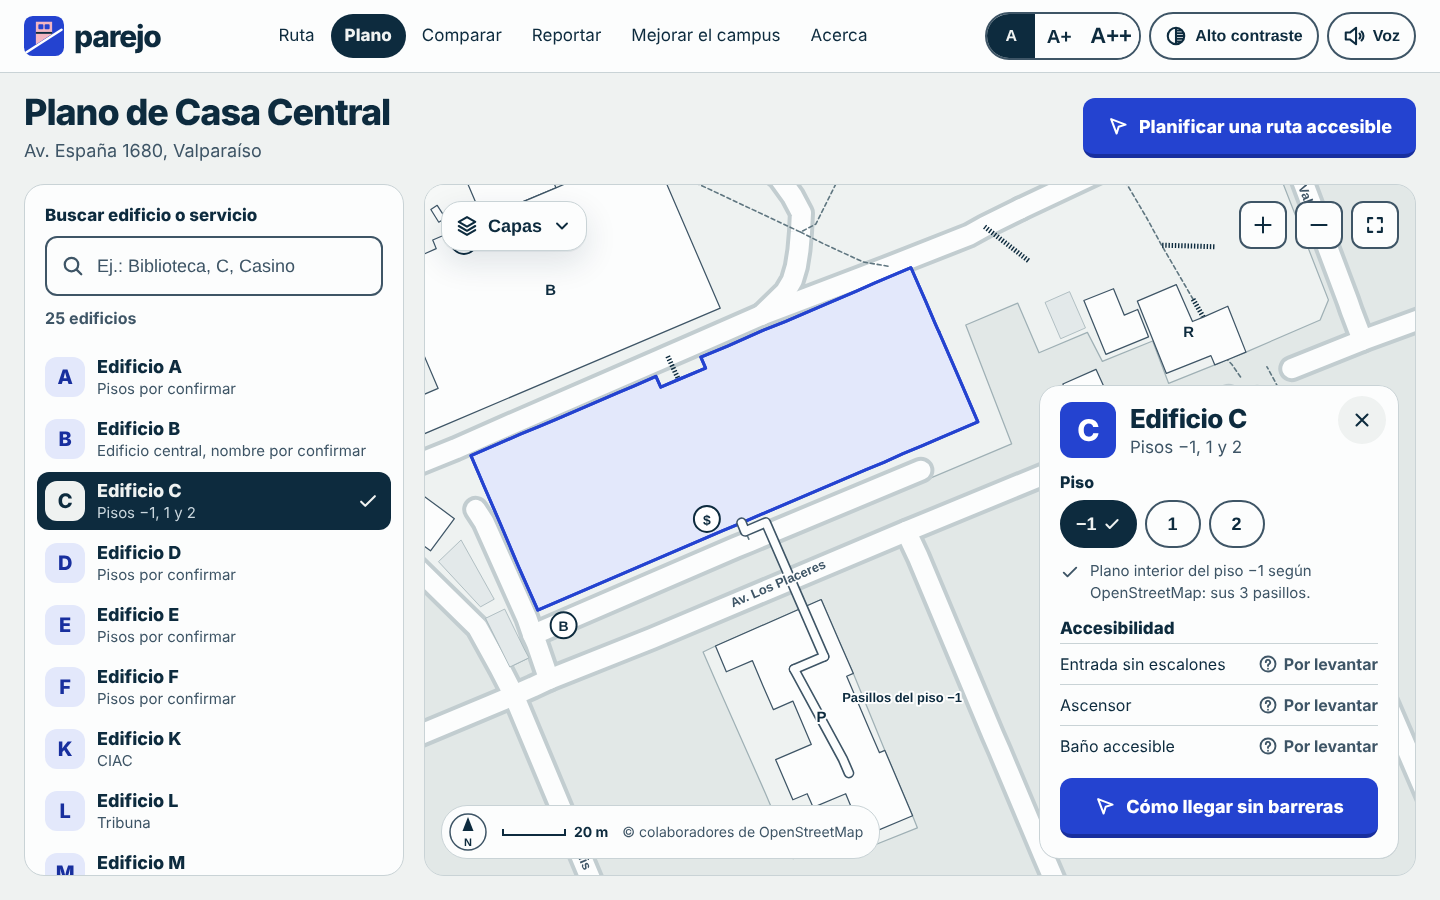 parejo
Ruta
Plano
Comparar
Reportar
Mejorar el campus
Acerca
A
A+
A++
Alto contraste
Voz
Plano de Casa Central
Av. España 1680, Valparaíso
Planificar una ruta accesible
Buscar edificio o servicio
Ej.: Biblioteca, C, Casino
25 edificios
A
Edificio A
Pisos por confirmar
B
Edificio B
Edificio central, nombre por confirmar
C
Edificio C
Pisos −1, 1 y 2
D
Edificio D
Pisos por confirmar
E
Edificio E
Pisos por confirmar
F
Edificio F
Pisos por confirmar
K
Edificio K
CIAC
L
Edificio L
Tribuna
M
Edificio M
Capas
B
R
$
B
Av. Los Placeres
Pasillos del piso −1
P
N
20 m
© colaboradores de OpenStreetMap
C
Edificio C
Pisos −1, 1 y 2
Piso
−1
1
2
Plano interior del piso −1 según
OpenStreetMap: sus 3 pasillos.
Accesibilidad
Entrada sin escalones
Por levantar
Ascensor
Por levantar
Baño accesible
Por levantar
Cómo llegar sin barreras